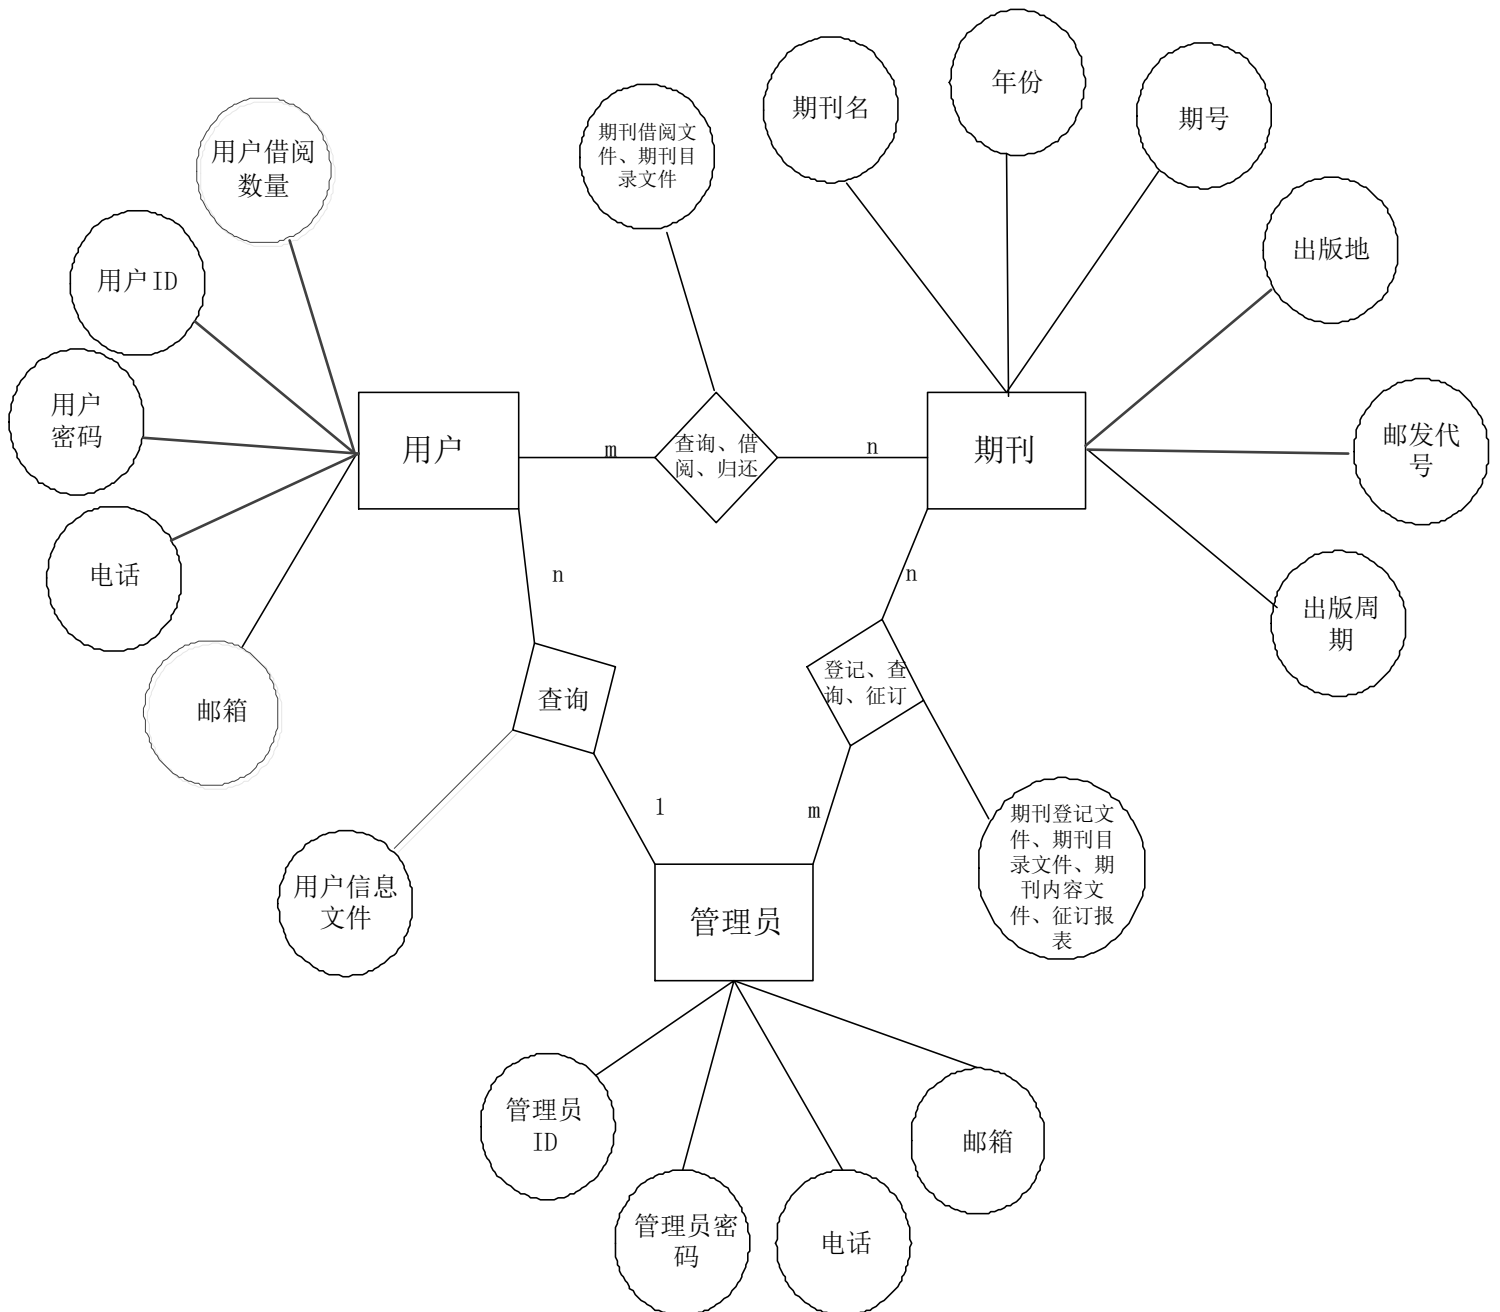 年份
期刊名
期号
期刊借阅文
件、期刊目
录文件
用户借阅
数量
出版地
用户ID
用户
密码
邮发代
号
用户
m
查询、借
阅、归还
n
期刊
电话
n
n
出版周
期
邮箱
查询
登记、查
询、征订
1
m
期刊登记文
件、期刊目
录文件、期
刊内容文
件、征订报
表
用户信息
文件
管理员
管理员
ID
邮箱
管理员密
码
电话